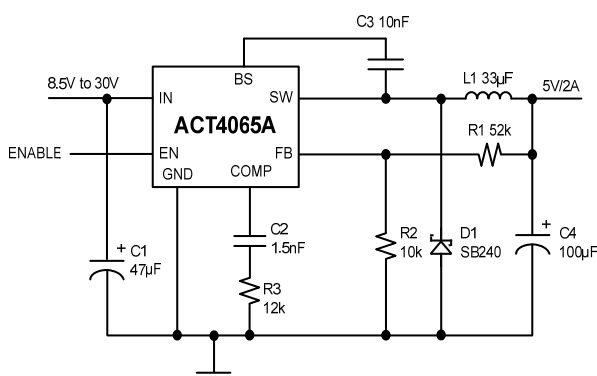 C3 10nF
8.5V to 30V
BS
IN
SW
L1 33µF
5V/2A
ACT4065A
R1 52k
ENABLE
EN
FB
GND
COMP
C2
1.5nF
R2
10k
D1
SB240
+
C4
100µF
+
C1
47µF
R3
12k